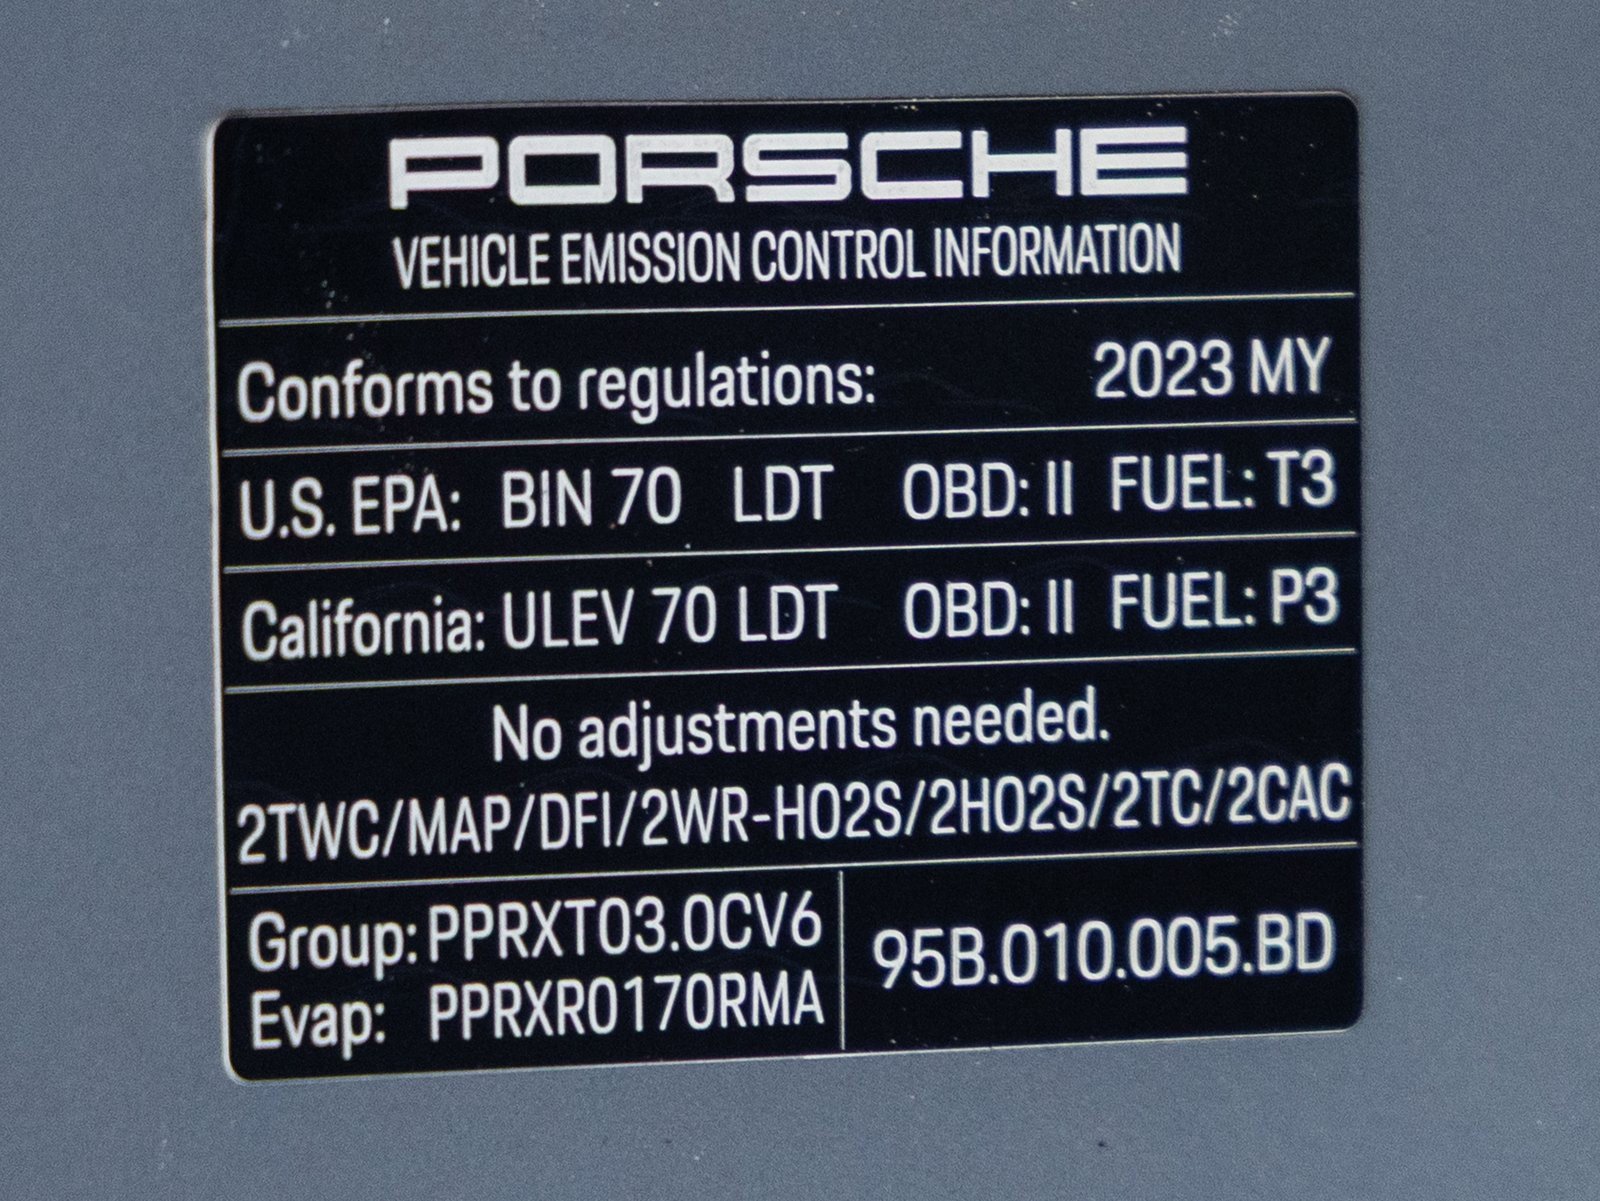 PORSCHE
VEHICLE EMISSION CONTROL INFORMATION
Conforms to regulations: 2023 MY
U.S. EPA: BIN 70 LDT OBD: II FUEL: T3
California: ULEV 70 LDT OBD: II FUEL: P3
No adjustments needed.
2TWC/MAP/DFI/2WR-HO2S/2HO2S/2TC/2CAC
Group: PPRXT03.0CV6
Evap: PPRXR0170RMA
95B.010.005.BD